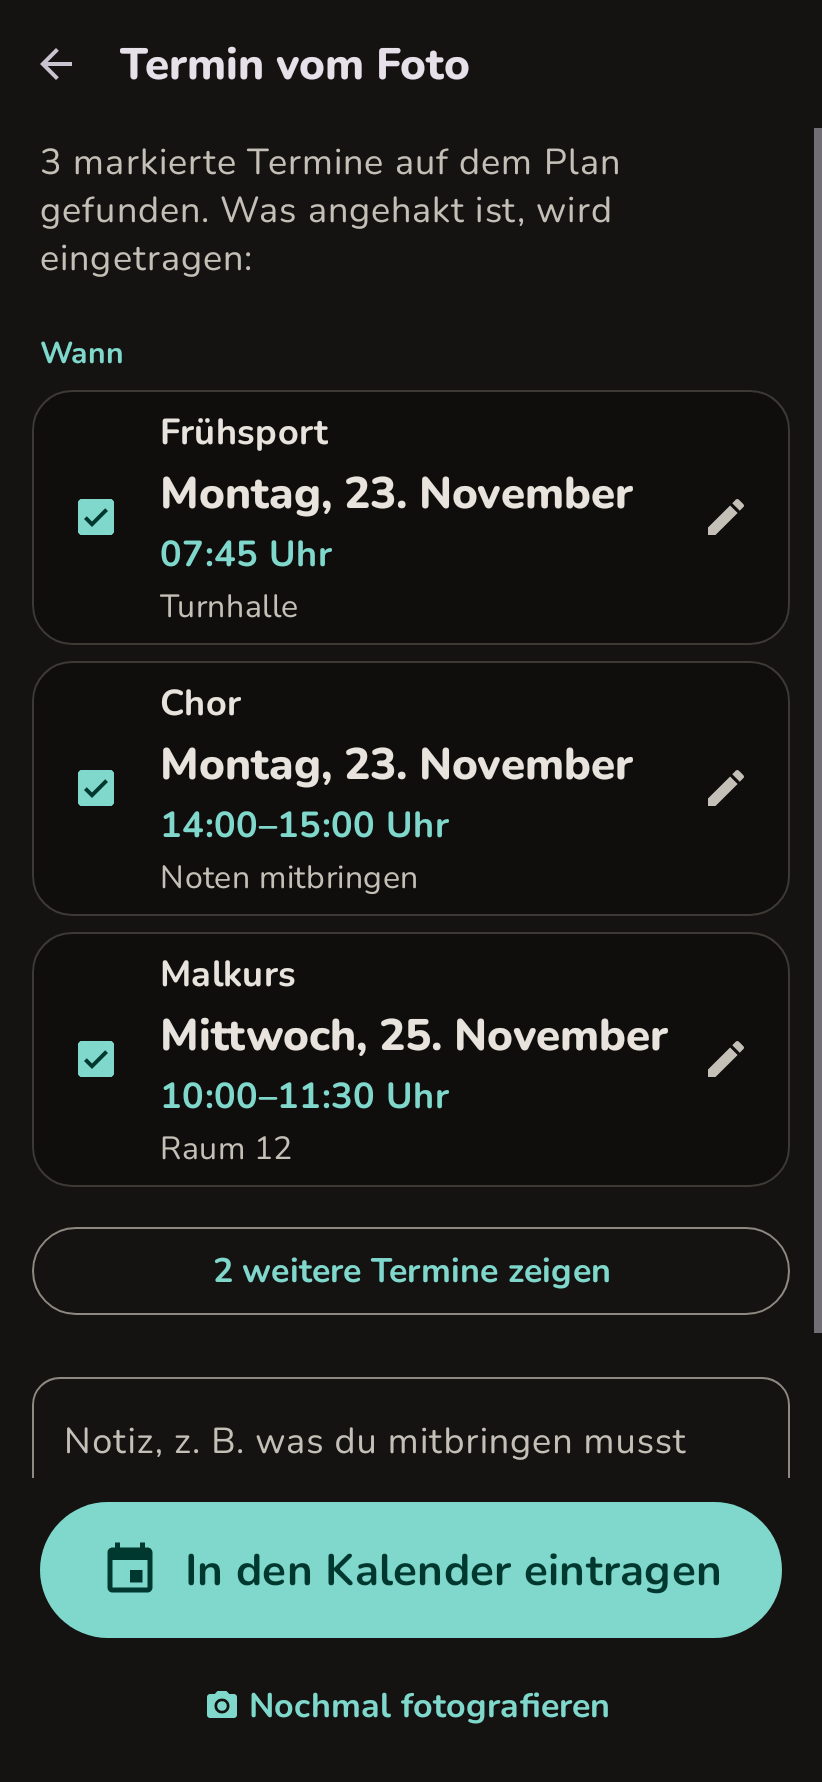 Termin vom Foto
3 markierte Termine auf dem Plan
gefunden. Was angehakt ist, wird
eingetragen:
Wann
Frühsport
Montag, 23. November
07:45 Uhr
Turnhalle
Chor
Montag, 23. November
14:00–15:00 Uhr
Noten mitbringen
Malkurs
Mittwoch, 25. November
10:00–11:30 Uhr
Raum 12
2 weitere Termine zeigen
Notiz, z. B. was du mitbringen musst
In den Kalender eintragen
Nochmal fotografieren